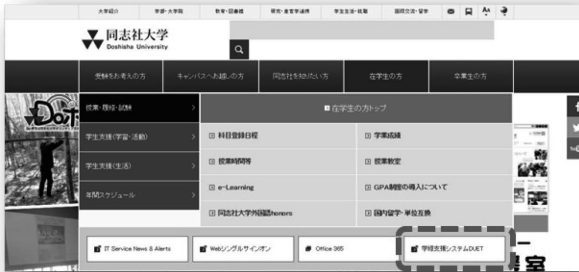 大学紹介 学部・大学院 教育・図書館 研究・産官学連携 学生生活・就職 国際交流・留学
同志社大学
Doshisha University
受験をお考えの方 キャンパスへお越しの方 同志社を知りたい方 在学生の方 卒業生の方
授業・履修・試験
在学生の方トップ
学生支援(学習・活動)
科目登録日程 学業成績
授業時間等 授業教室
学生支援(生活)
e-Learning GPA制度の導入について
年間スケジュール
同志社大学外国語honors 国内留学・単位互換
IT Service News & Alerts Webシングルサインオン Office 365 学修支援システムDUET